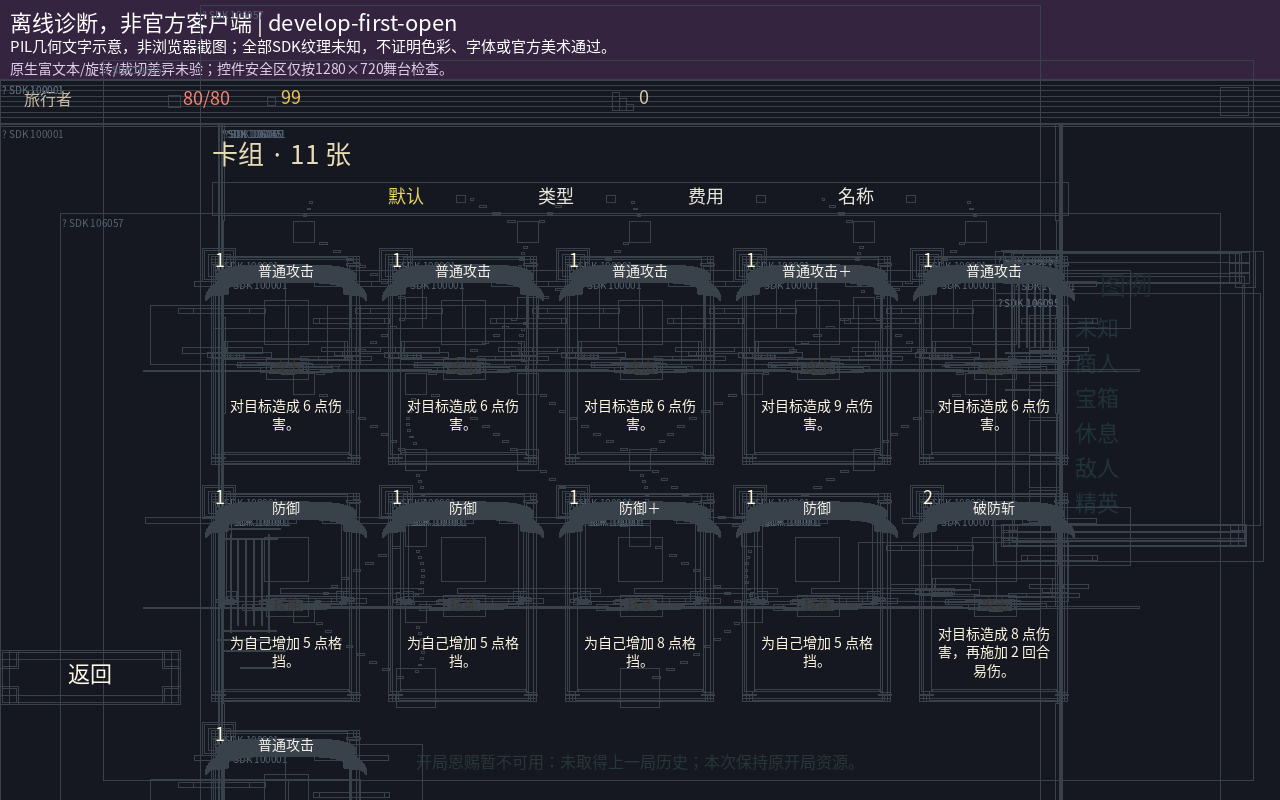 离线诊断，非官方客户端 | develop-first-open
PIL几何文字示意，非浏览器截图；全部SDK纹理未知，不证明色彩、字体或官方美术通过。
原生富文本/旋转/裁切差异未验；控件安全区仅按1280×720舞台检查。
? SDK 100001
旅行者
80/80
99
0
? SDK 100001
卡组 · 11 张
默认
类型
费用
名称
? SDK 106057
1
普通攻击
1
普通攻击
1
普通攻击
1
普通攻击＋
1
普通攻击
图例
未知
商人
宝箱
休息
敌人
精英
对目标造成 6 点伤
害。
对目标造成 6 点伤
害。
对目标造成 6 点伤
害。
对目标造成 9 点伤
害。
对目标造成 6 点伤
害。
1
防御
1
防御
1
防御＋
1
防御
2
破防斩
为自己增加 5 点格
挡。
为自己增加 5 点格
挡。
为自己增加 8 点格
挡。
为自己增加 5 点格
挡。
对目标造成 8 点伤
害，再施加 2 回合
易伤。
返回
1
普通攻击
开局恩赐暂不可用：未取得上一局历史；本次保持原开局资源。